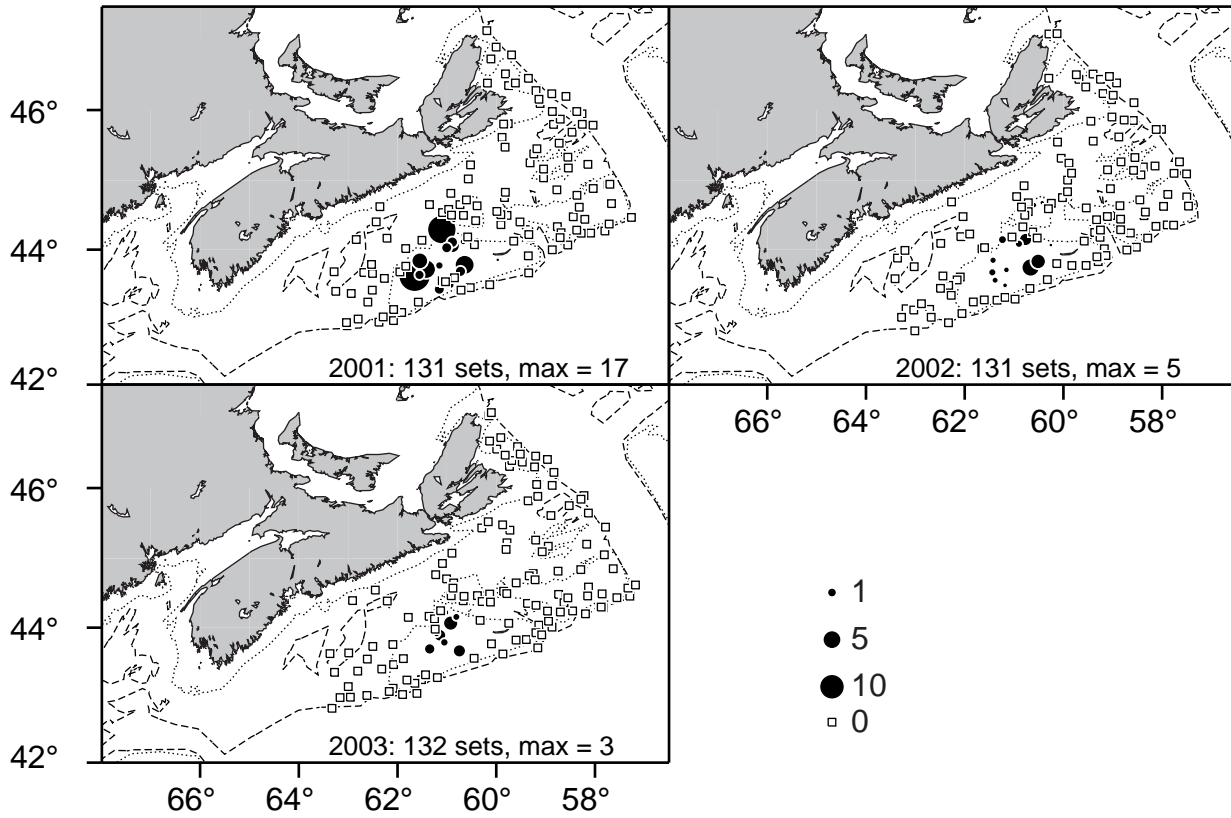 46°
44°
42°
2001: 131 sets, max = 17
2002: 131 sets, max = 5
66° 64° 62° 60° 58°
46°
44°
42°
2003: 132 sets, max = 3
66° 64° 62° 60° 58°
1
5
10
0